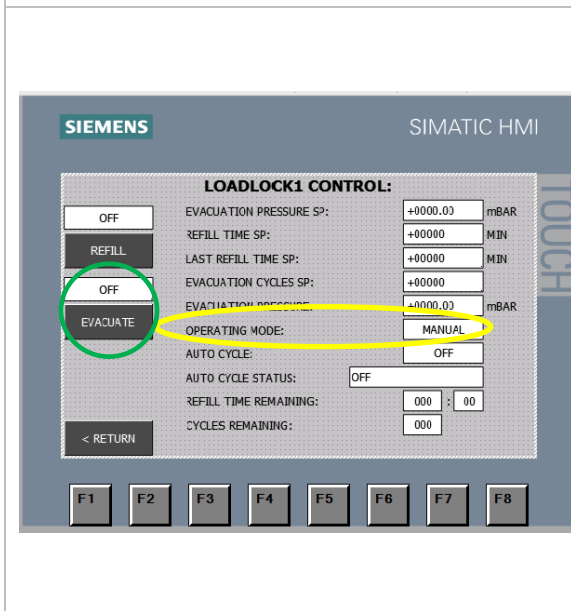 SIEMENS
SIMATIC HMI
TOUCH
LOADLOCK1 CONTROL:
OFF
REFILL
OFF
EVACUATE
< RETURN
EVACUATION PRESSURE SP: +0000.00 mBAR
REFILL TIME SP: +00000 MIN
LAST REFILL TIME SP: +00000 MIN
EVACUATION CYCLES SP: +00000
EVACUATION PRESSURE: +0000.00 mBAR
OPERATING MODE: MANUAL
AUTO CYCLE: OFF
AUTO CYCLE STATUS: OFF
REFILL TIME REMAINING: 000 : 00
CYCLES REMAINING: 000
F1 F2 F3 F4 F5 F6 F7 F8